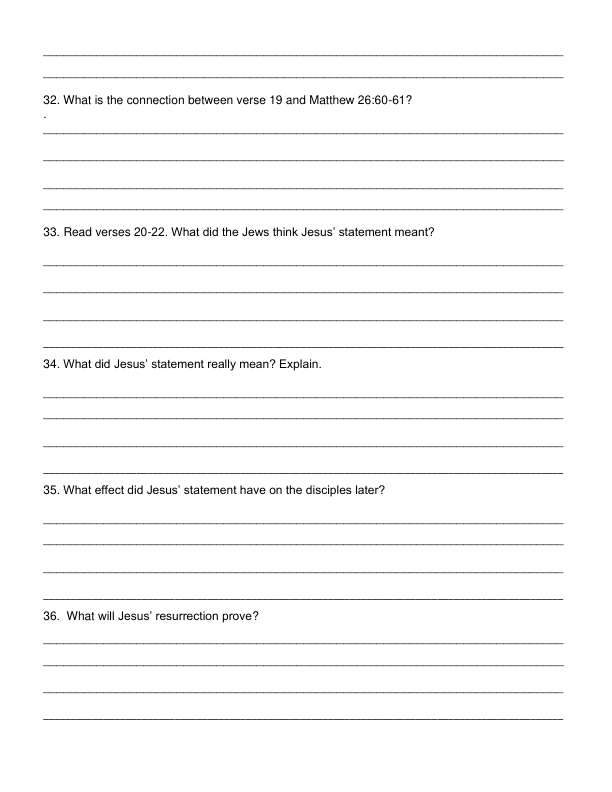 32. What is the connection between verse 19 and Matthew 26:60-61?
.
33. Read verses 20-22. What did the Jews think Jesus’ statement meant?
34. What did Jesus’ statement really mean? Explain.
35. What effect did Jesus’ statement have on the disciples later?
36.  What will Jesus’ resurrection prove?